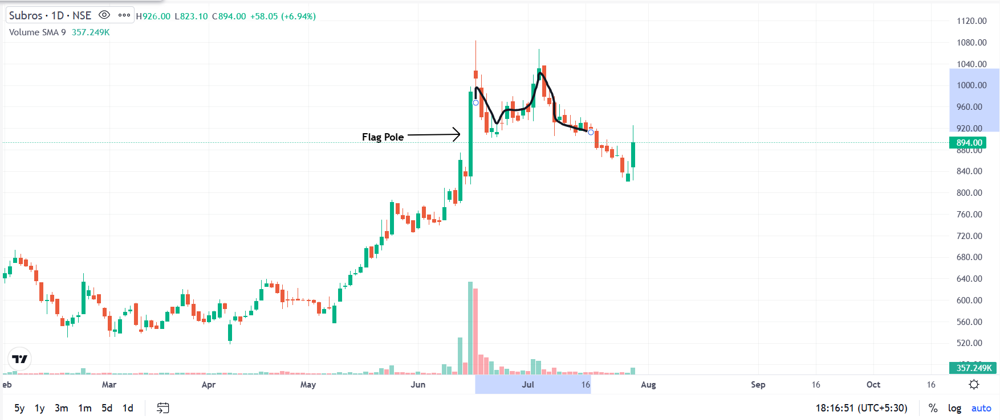 Subros · 1D · NSE H926.00 L823.10 C894.00 +58.05 (+6.94%)
Volume SMA 9 357.249K
1120.00
1080.00
1040.00
1000.00
960.00
920.00
Flag Pole
894.00
880.00
840.00
800.00
760.00
720.00
680.00
640.00
600.00
560.00
520.00
357.249K
eb Mar Apr May Jun Jul 16 Aug Sep 16 Oct 16
5y 1y 3m 1m 5d 1d 18:16:51 (UTC+5:30) % log auto